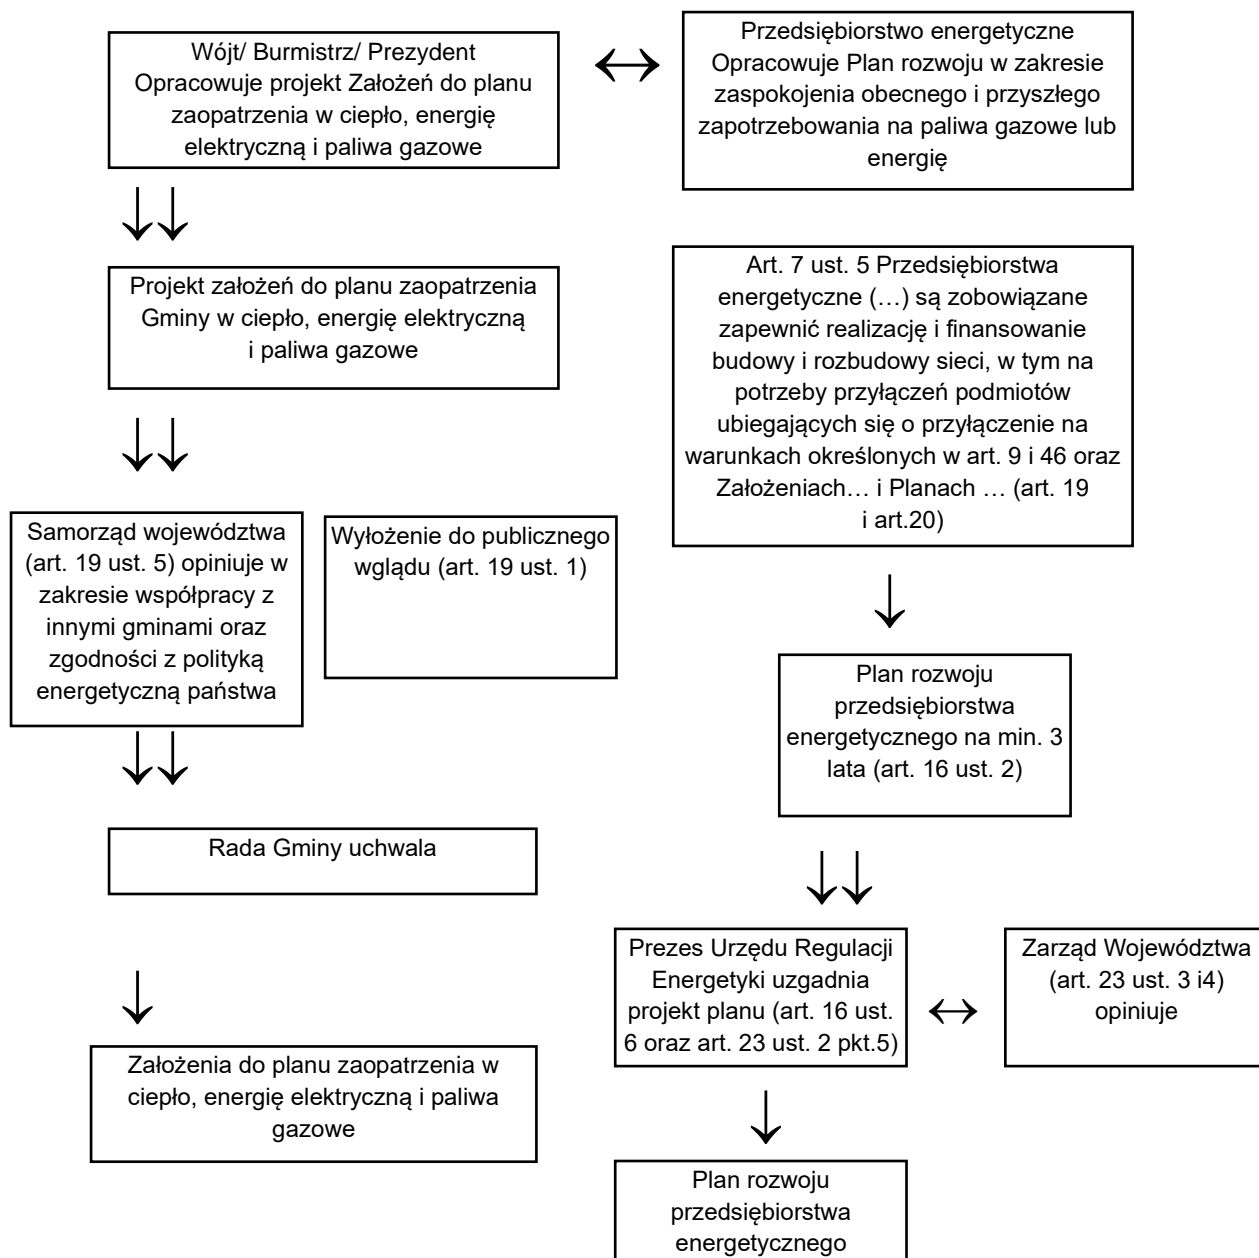 Wójt/ Burmistrz/ Prezydent
Opracowuje projekt Założeń do planu
zaopatrzenia w ciepło, energię
elektryczną i paliwa gazowe
Przedsiębiorstwo energetyczne
Opracowuje Plan rozwoju w zakresie
zaspokojenia obecnego i przyszłego
zapotrzebowania na paliwa gazowe lub
energię
Projekt założeń do planu zaopatrzenia
Gminy w ciepło, energię elektryczną
i paliwa gazowe
Art. 7 ust. 5 Przedsiębiorstwa
energetyczne (…) są zobowiązane
zapewnić realizację i finansowanie
budowy i rozbudowy sieci, w tym na
potrzeby przyłączeń podmiotów
ubiegających się o przyłączenie na
warunkach określonych w art. 9 i 46 oraz
Założeniach… i Planach … (art. 19
i art.20)
Samorząd województwa
(art. 19 ust. 5) opiniuje w
zakresie współpracy z
innymi gminami oraz
zgodności z polityką
energetyczną państwa
Wyłożenie do publicznego
wglądu (art. 19 ust. 1)
Plan rozwoju
przedsiębiorstwa
energetycznego na min. 3
lata (art. 16 ust. 2)
Rada Gminy uchwala
Prezes Urzędu Regulacji
Energetyki uzgadnia
projekt planu (art. 16 ust.
6 oraz art. 23 ust. 2 pkt.5)
Zarząd Województwa
(art. 23 ust. 3 i4)
opiniuje
Założenia do planu zaopatrzenia w
ciepło, energię elektryczną i paliwa
gazowe
Plan rozwoju
przedsiębiorstwa
energetycznego